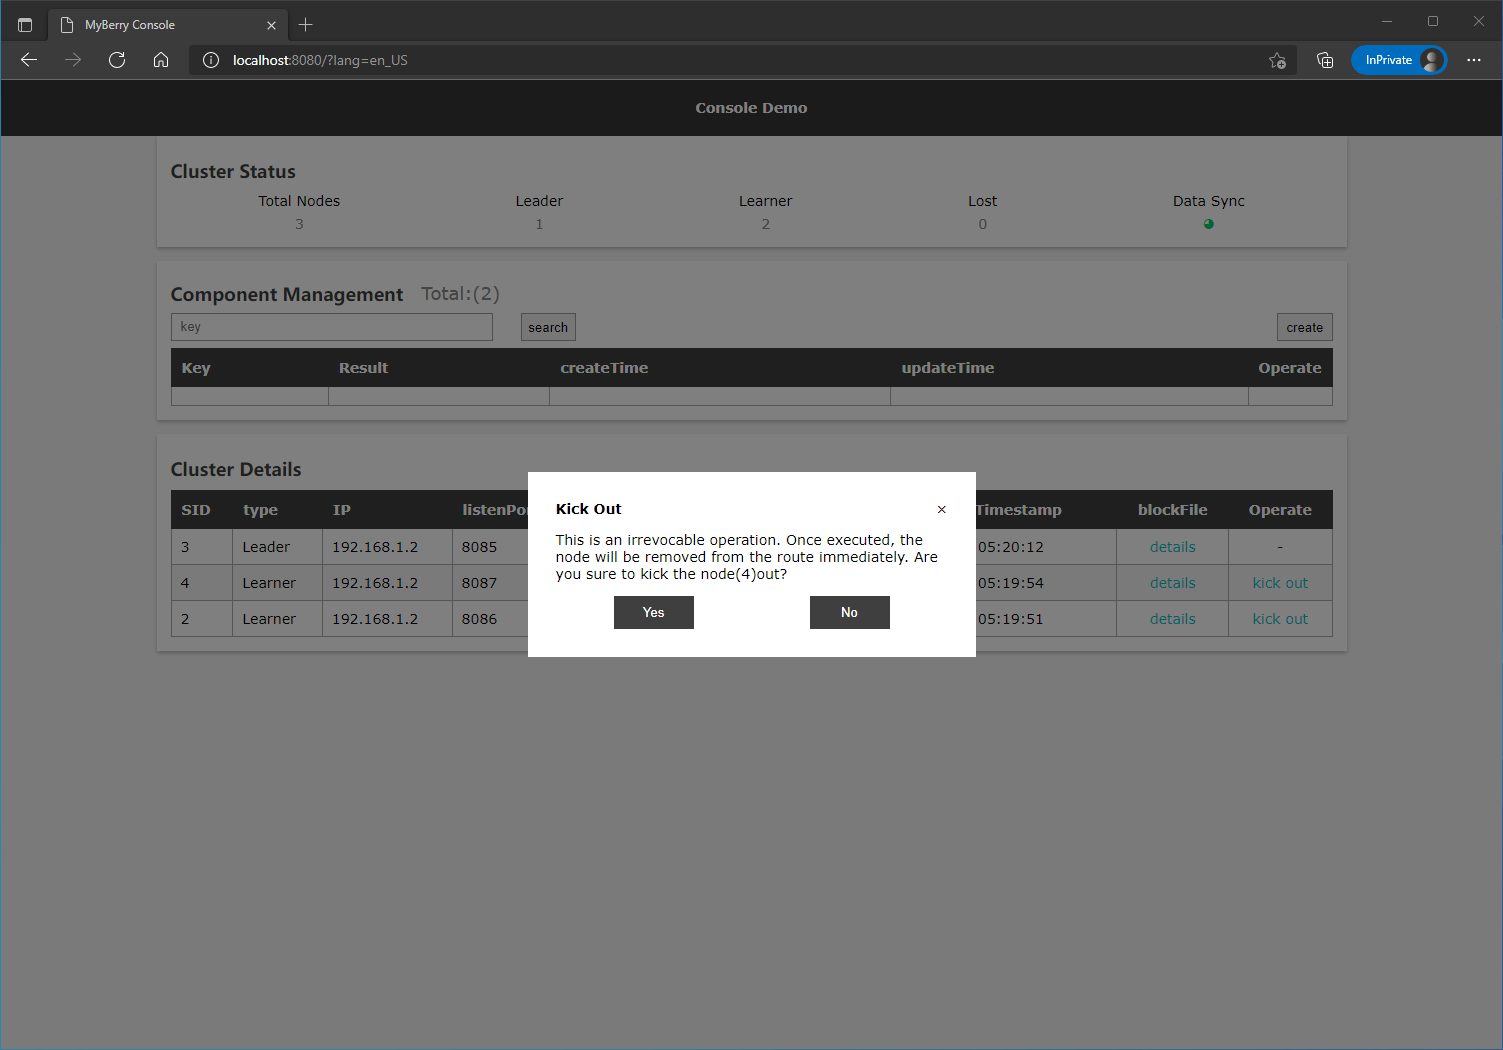 MyBerry Console
localhost:8080/?lang=en_US
InPrivate
Console Demo
Cluster Status
Total Nodes Leader Learner Lost Data Sync
3 1 2 0
Component Management Total:(2)
key search create
Key Result createTime updateTime Operate
Cluster Details
SID type IP listenPo Timestamp blockFile Operate
3 Leader 192.168.1.2 8085 05:20:12 details -
4 Learner 192.168.1.2 8087 05:19:54 details kick out
2 Learner 192.168.1.2 8086 05:19:51 details kick out
Kick Out
This is an irrevocable operation. Once executed, the
node will be removed from the route immediately. Are
you sure to kick the node(4)out?
Yes No